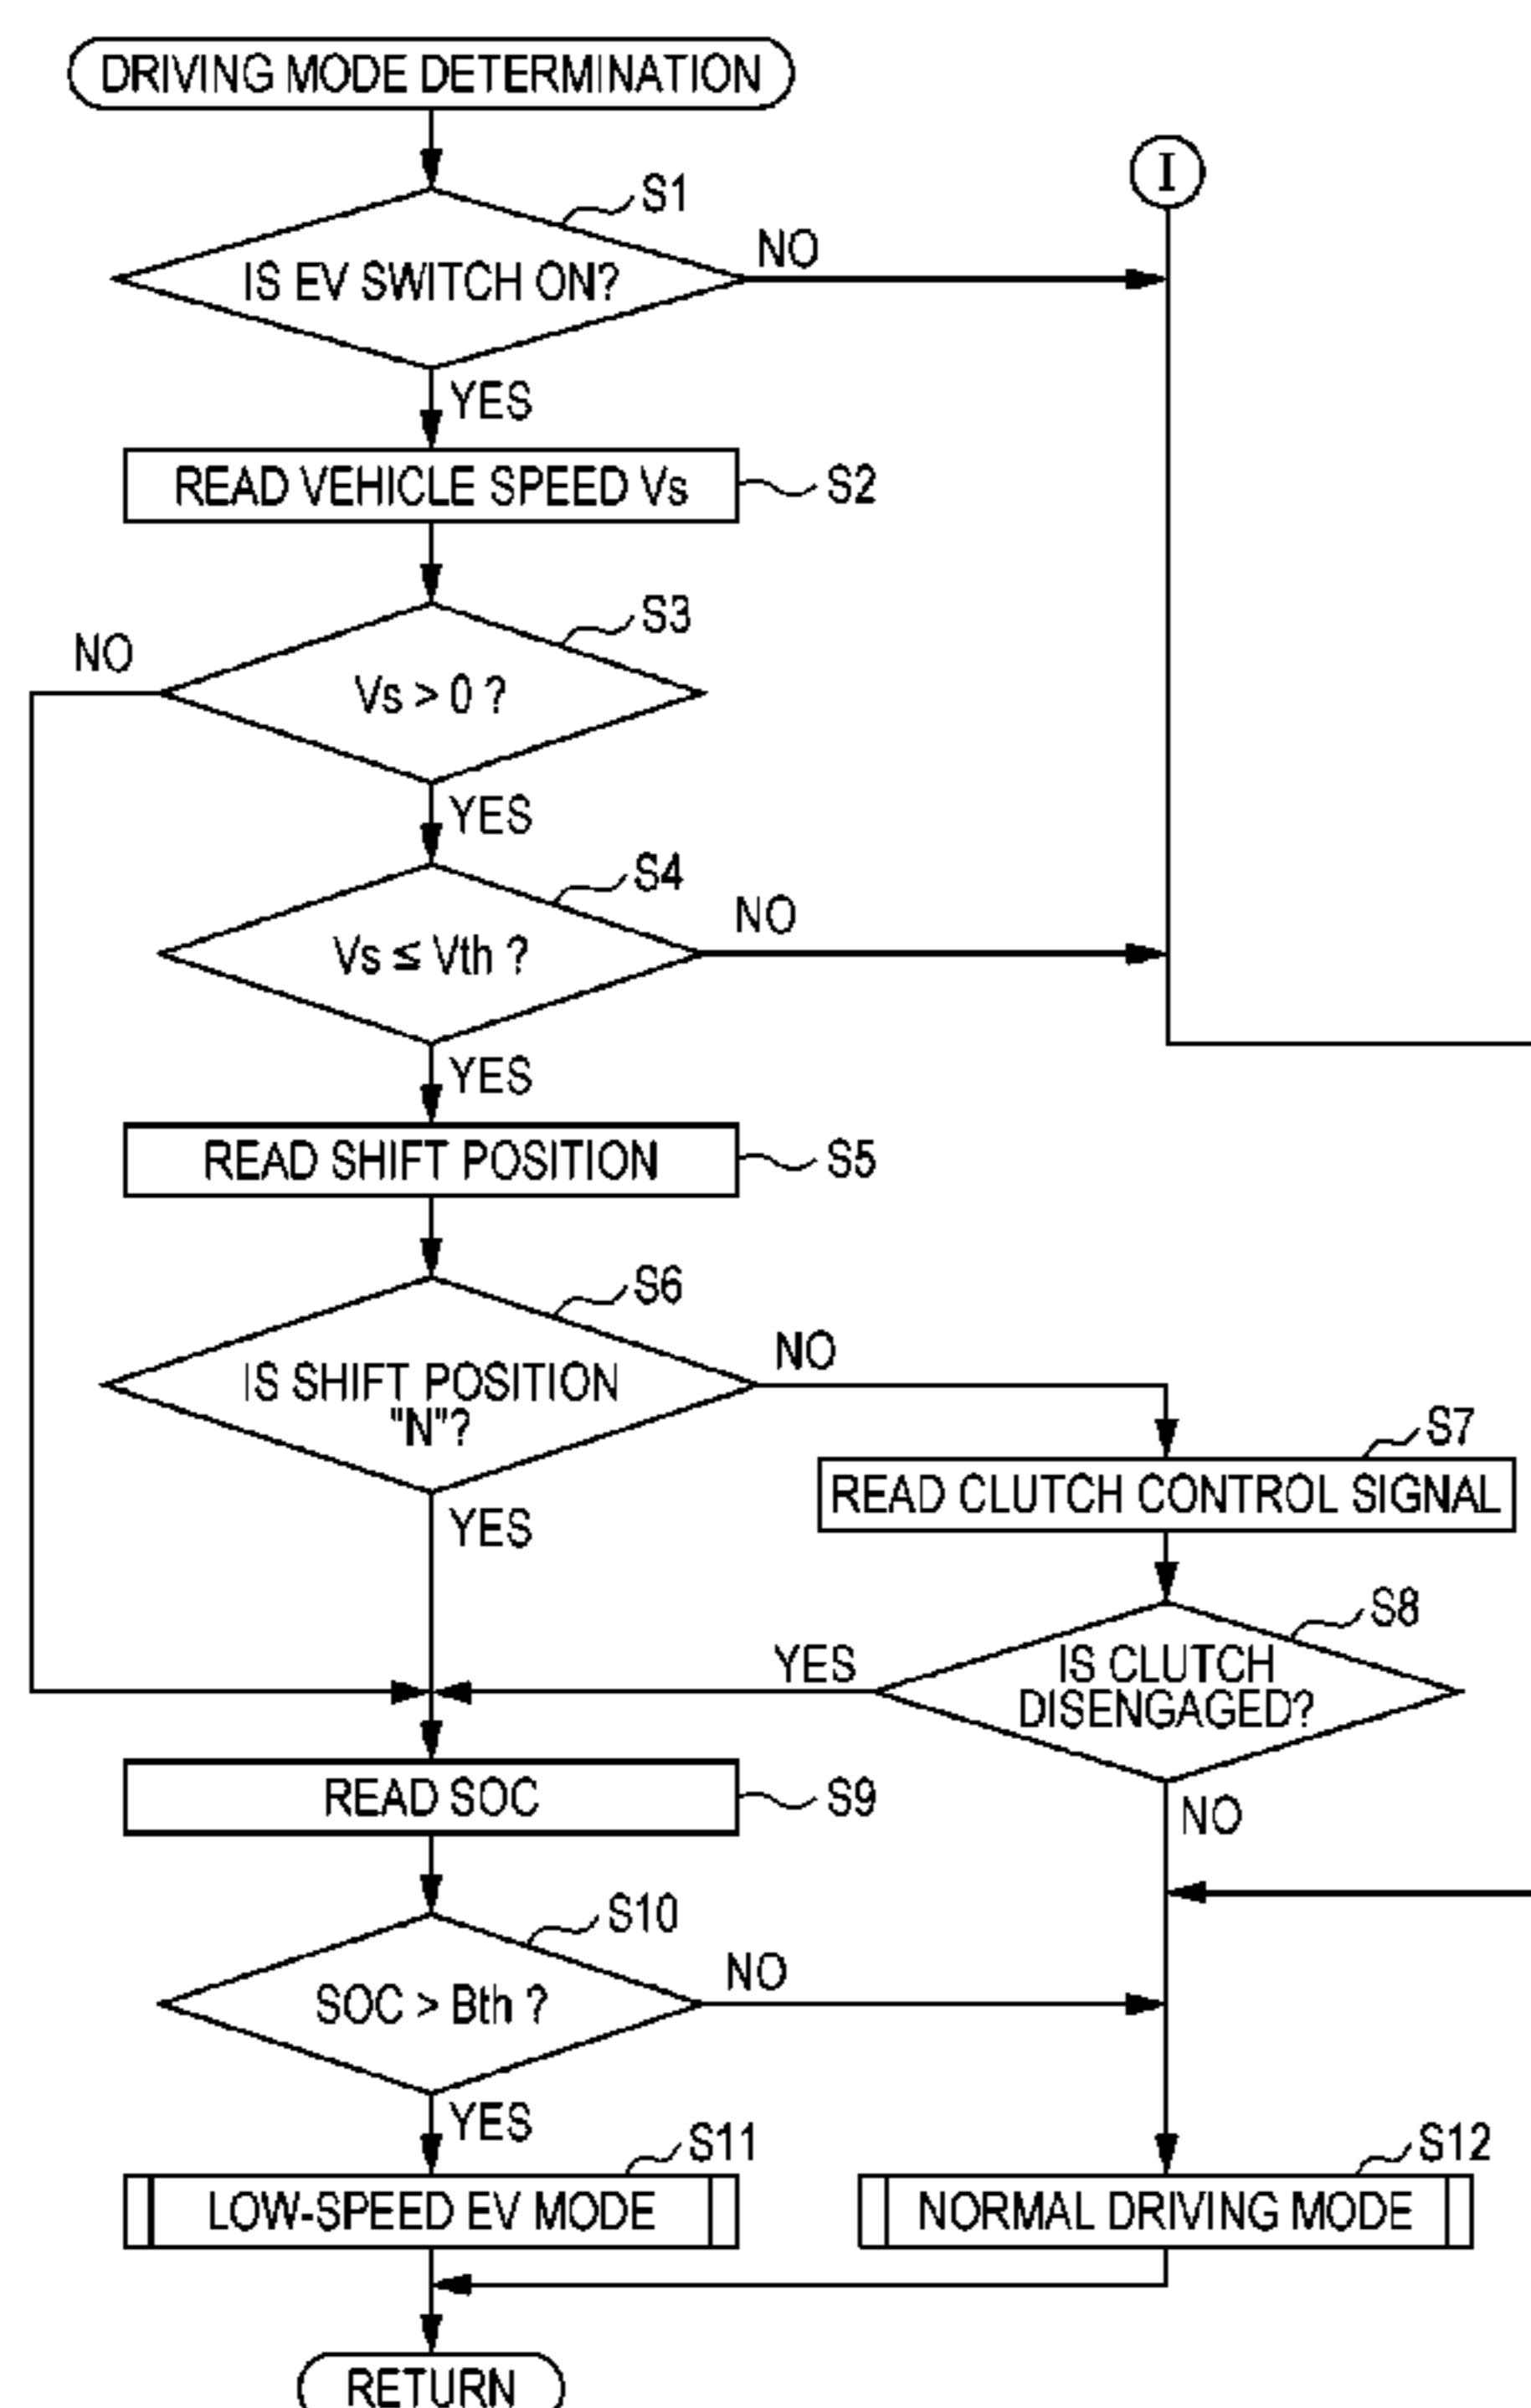 DRIVING MODE DETERMINATION
I
S1
IS EV SWITCH ON?
NO
YES
READ VEHICLE SPEED Vs
S2
S3
NO
Vs > 0 ?
YES
S4
Vs ≤ Vth ?
NO
YES
READ SHIFT POSITION
S5
S6
IS SHIFT POSITION
"N"?
NO
YES
S7
READ CLUTCH CONTROL SIGNAL
S8
IS CLUTCH
DISENGAGED?
YES
NO
READ SOC
S9
S10
SOC > Bth ?
NO
YES
S11
LOW-SPEED EV MODE
S12
NORMAL DRIVING MODE
RETURN